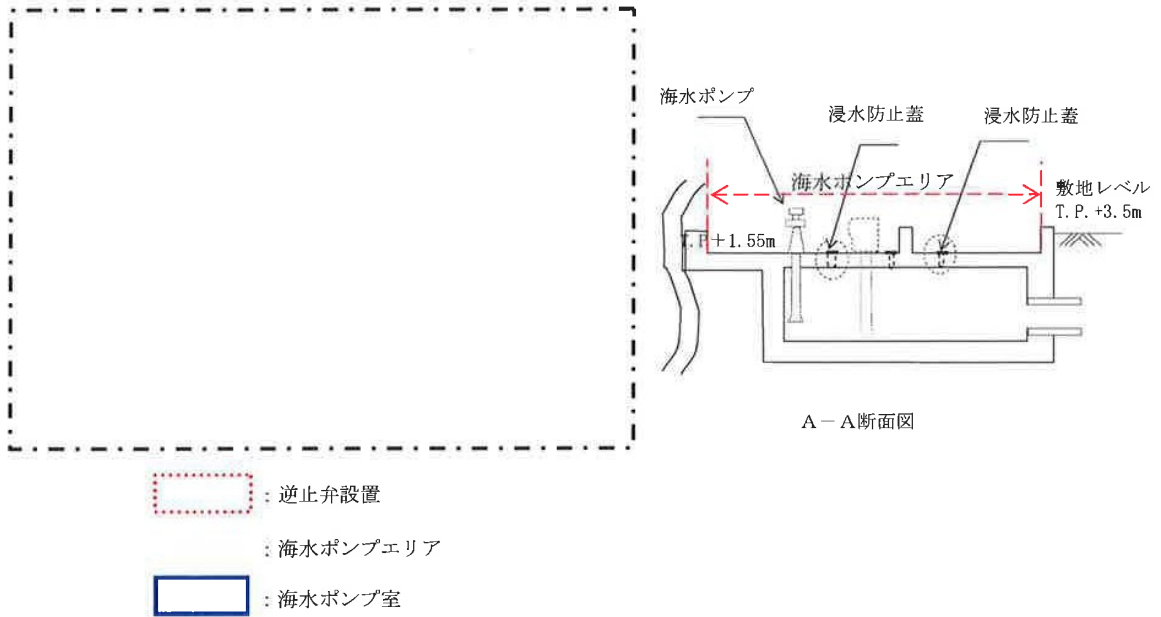 海水ポンプ
浸水防止蓋
浸水防止蓋
海水ポンプエリア
敷地レベル
T.P.+3.5m
T.P+1.55m
A-A断面図
:逆止弁設置
:海水ポンプエリア
:海水ポンプ室